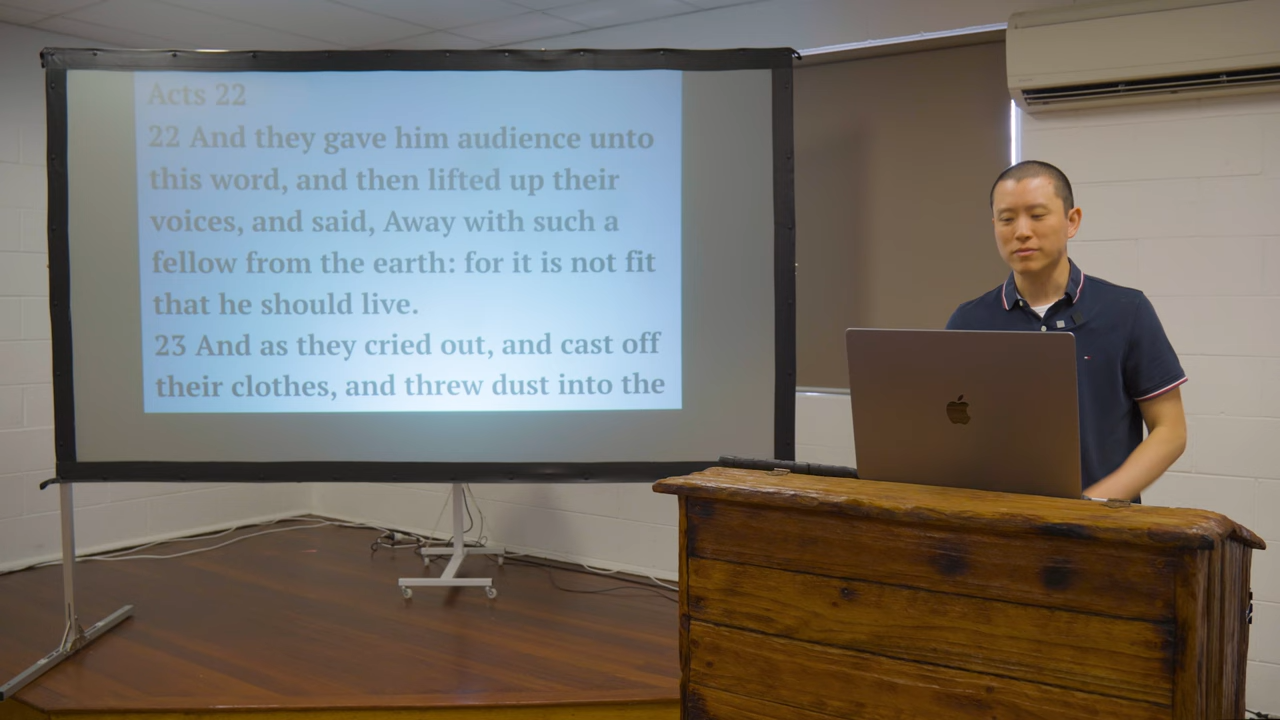 Acts 22
22 And they gave him audience unto
this word, and then lifted up their
voices, and said, Away with such a
fellow from the earth: for it is not fit
that he should live.
23 And as they cried out, and cast off
their clothes, and threw dust into the